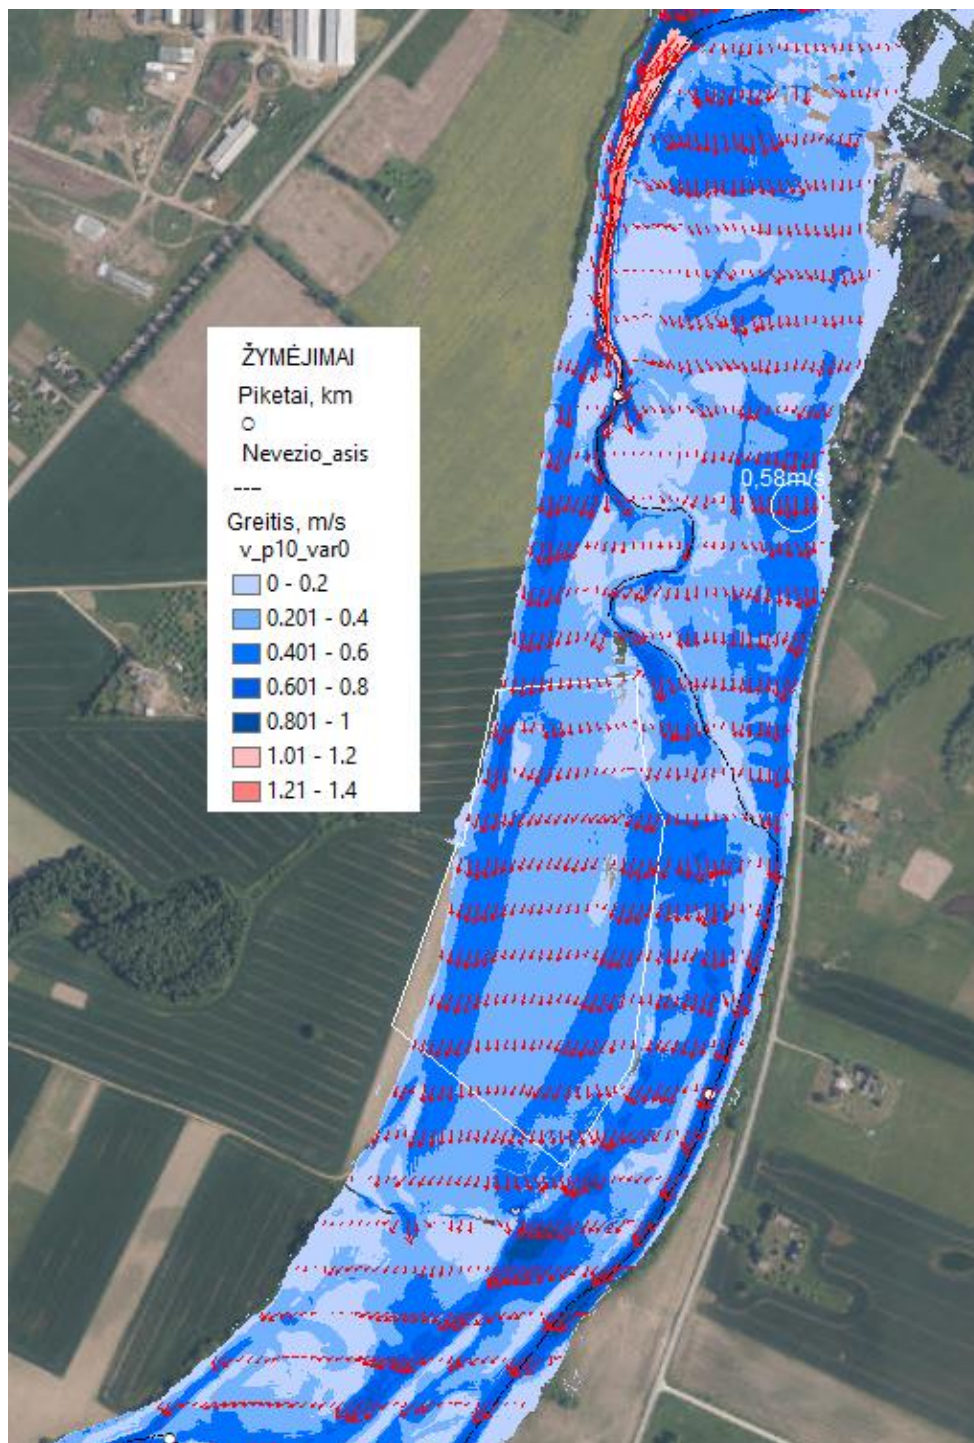 ŽYMĖJIMAI
Piketai, km
Nevezio_asis
Greitis, m/s
v_p10_var0
0 - 0.2
0.201 - 0.4
0.401 - 0.6
0.601 - 0.8
0.801 - 1
1.01 - 1.2
1.21 - 1.4
0,58m/s